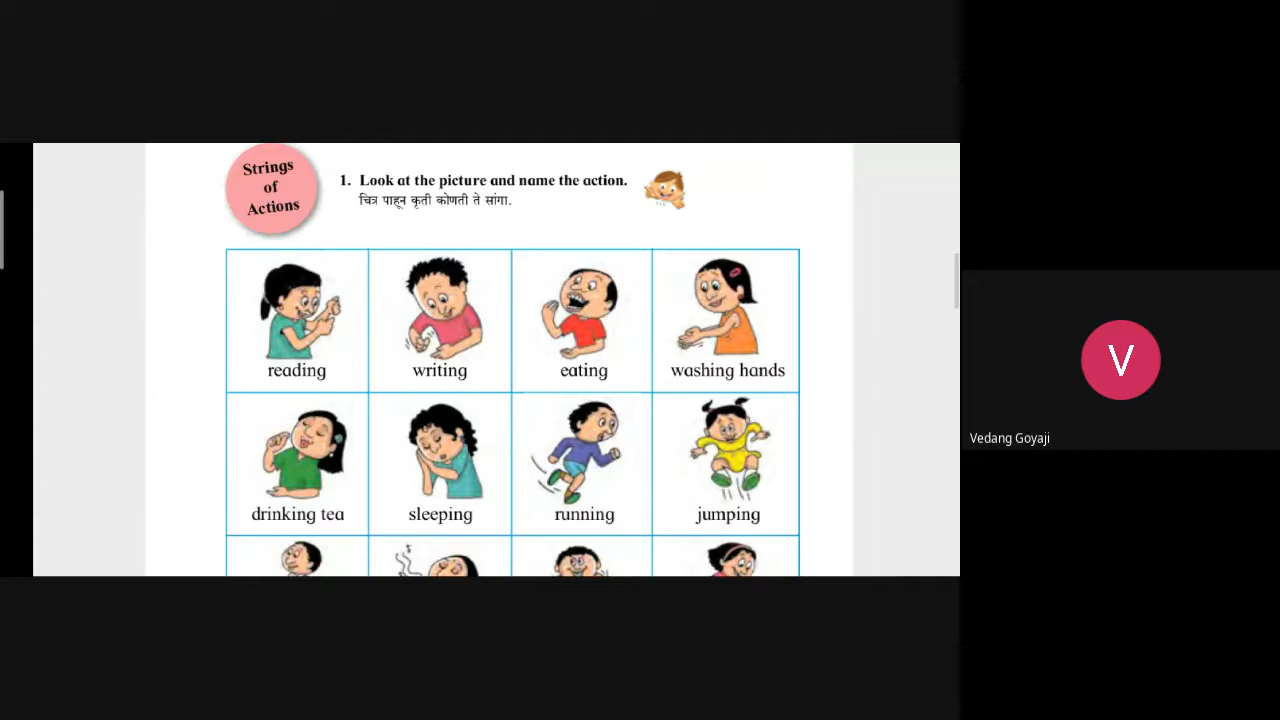 Strings
of
Actions
1. Look at the picture and name the action.
चित्र पाहून कृती कोणती ते सांगा.
reading
writing
eating
washing hands
drinking tea
sleeping
running
jumping
V
Vedang Goyaji